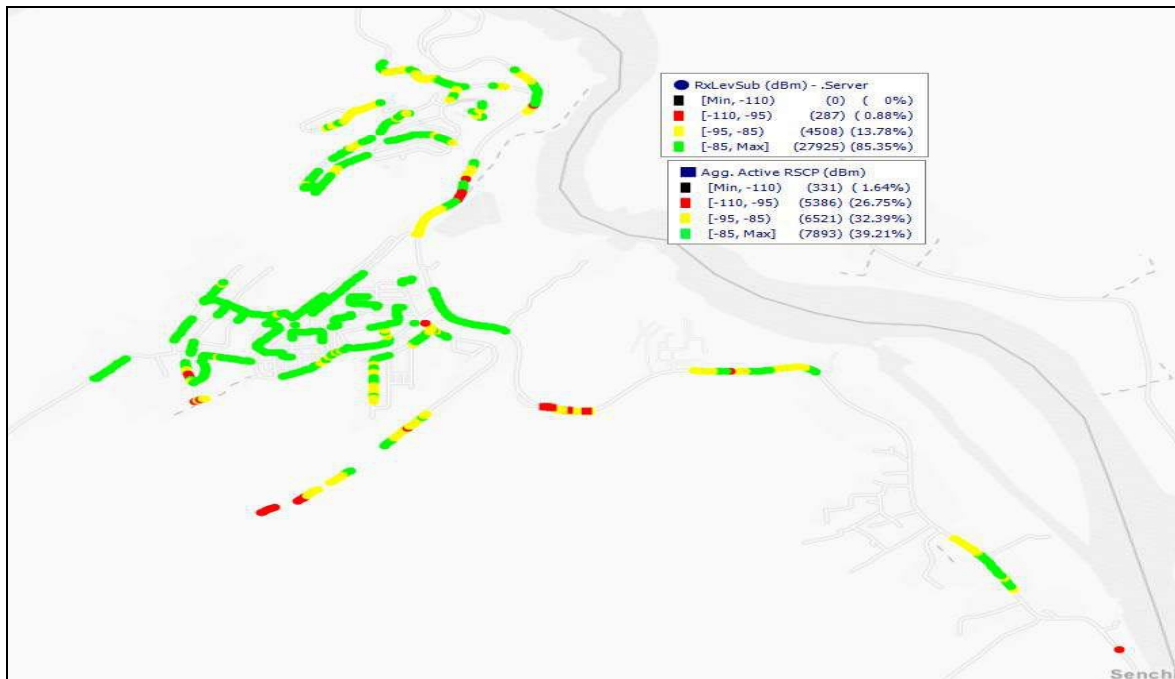 RxLevSub (dBm) - .Server
[Min, -110) (0) ( 0%)
[-110, -95) (287) ( 0.88%)
[-95, -85) (4508) (13.78%)
[-85, Max] (27925) (85.35%)
Agg. Active RSCP (dBm)
[Min, -110) (331) ( 1.64%)
[-110, -95) (5386) (26.75%)
[-95, -85) (6521) (32.39%)
[-85, Max] (7893) (39.21%)
Senchi